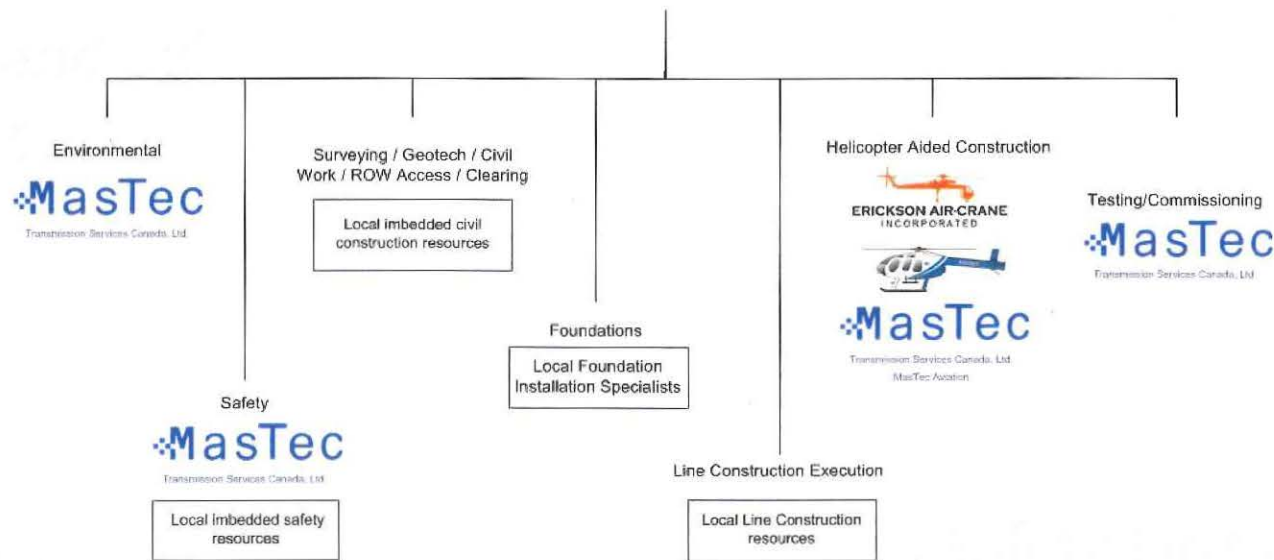 Environmental
MasTec
Transmission Services Canada, Ltd.
Safety
MasTec
Transmission Services Canada, Ltd.
Local imbedded safety
resources
Surveying / Geotech / Civil
Work / ROW Access / Clearing
Local imbedded civil
construction resources
Foundations
Local Foundation
Installation Specialists
Line Construction Execution
Local Line Construction
resources
Helicopter Aided Construction
ERICKSON AIR-CRANE
INCORPORATED
MasTec
Transmission Services Canada, Ltd.
MasTec Aviation
Testing/Commissioning
MasTec
Transmission Services Canada, Ltd.